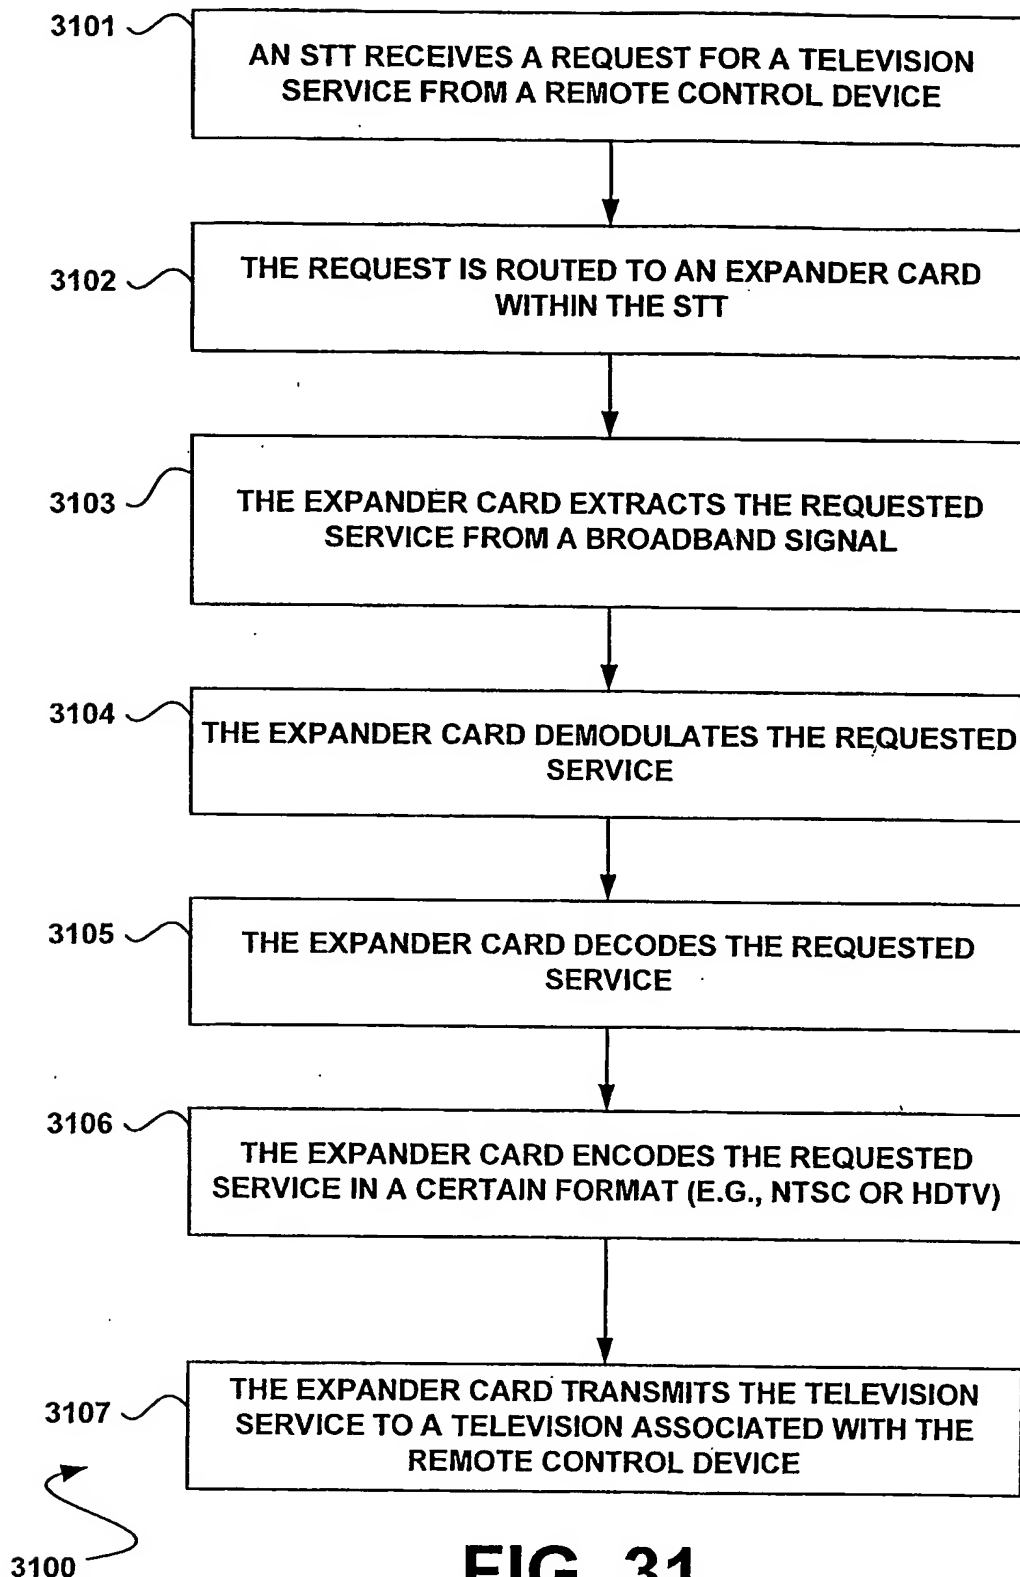 3101
AN STT RECEIVES A REQUEST FOR A TELEVISION
SERVICE FROM A REMOTE CONTROL DEVICE
3102
THE REQUEST IS ROUTED TO AN EXPANDER CARD
WITHIN THE STT
3103
THE EXPANDER CARD EXTRACTS THE REQUESTED
SERVICE FROM A BROADBAND SIGNAL
3104
THE EXPANDER CARD DEMODULATES THE REQUESTED
SERVICE
3105
THE EXPANDER CARD DECODES THE REQUESTED
SERVICE
3106
THE EXPANDER CARD ENCODES THE REQUESTED
SERVICE IN A CERTAIN FORMAT (E.G., NTSC OR HDTV)
3107
THE EXPANDER CARD TRANSMITS THE TELEVISION
SERVICE TO A TELEVISION ASSOCIATED WITH THE
REMOTE CONTROL DEVICE
3100
FIG. 31